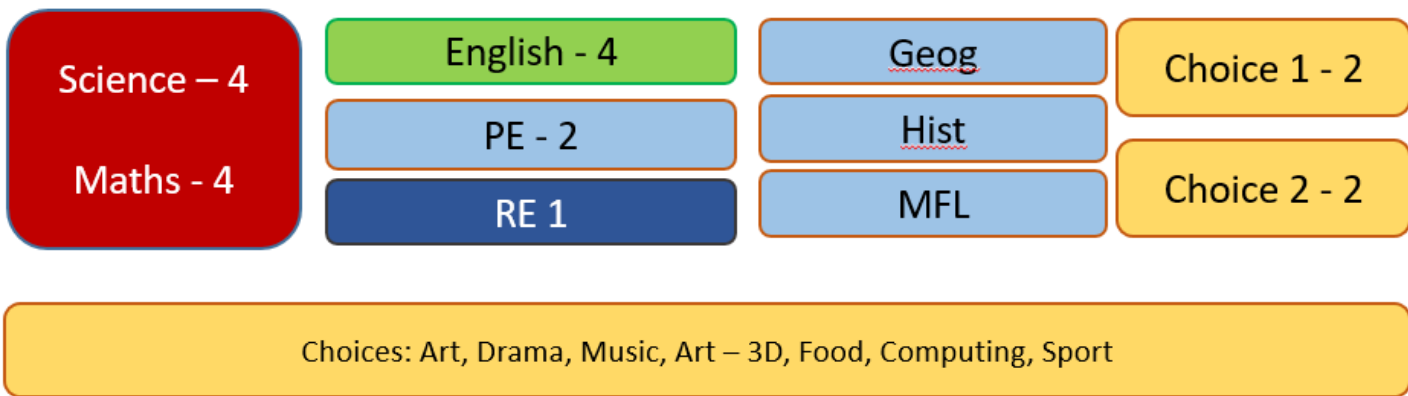 Science – 4
Maths - 4
English - 4
PE - 2
RE 1
Geog
Hist
MFL
Choice 1 - 2
Choice 2 - 2
Choices: Art, Drama, Music, Art – 3D, Food, Computing, Sport